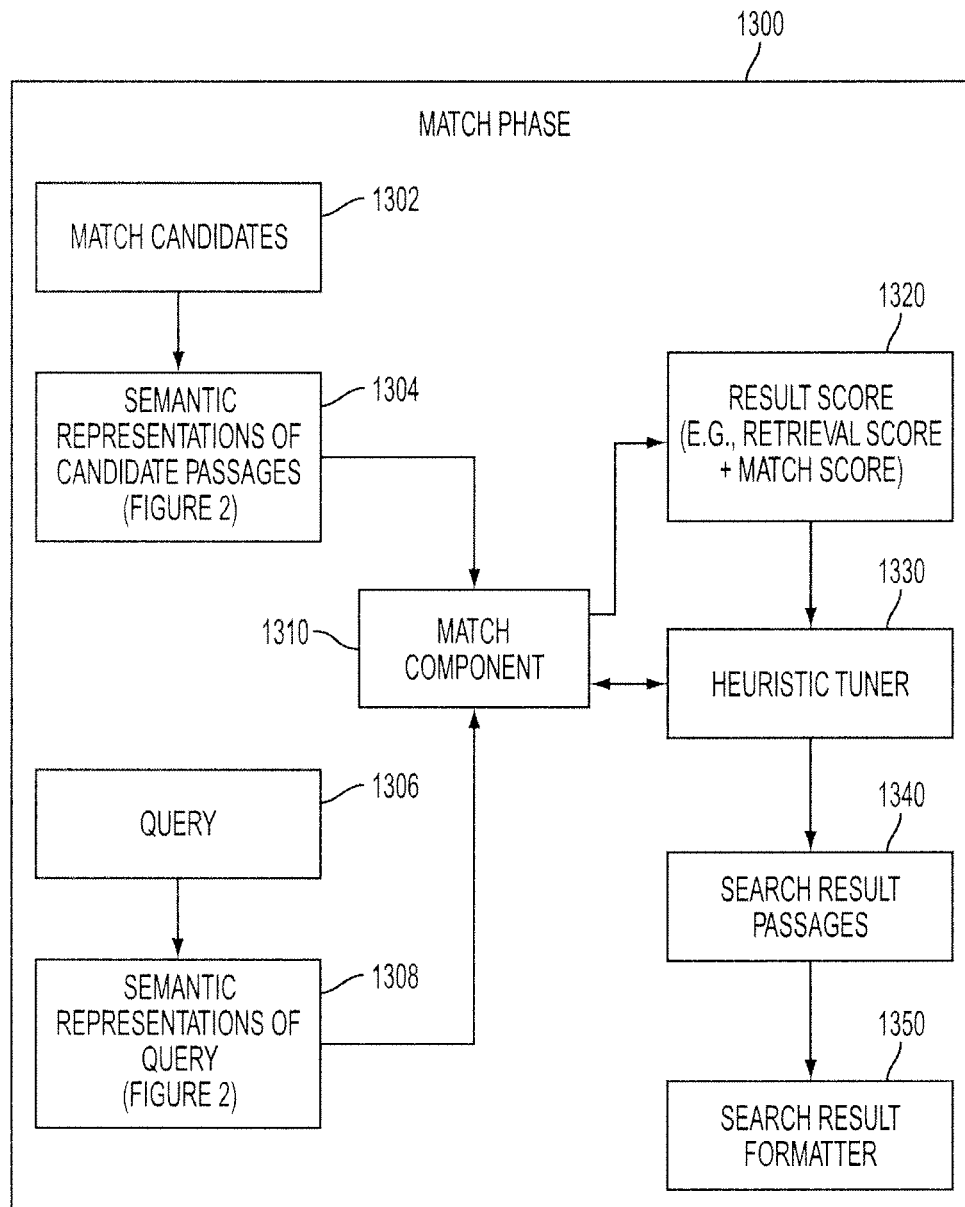 1300
MATCH PHASE
1302
MATCH CANDIDATES
1304
SEMANTIC
REPRESENTATIONS OF
CANDIDATE PASSAGES
(FIGURE 2)
1320
RESULT SCORE
(E.G., RETRIEVAL SCORE
+ MATCH SCORE)
1310
MATCH
COMPONENT
1330
HEURISTIC TUNER
1306
QUERY
1308
SEMANTIC
REPRESENTATIONS OF
QUERY
(FIGURE 2)
1340
SEARCH RESULT
PASSAGES
1350
SEARCH RESULT
FORMATTER